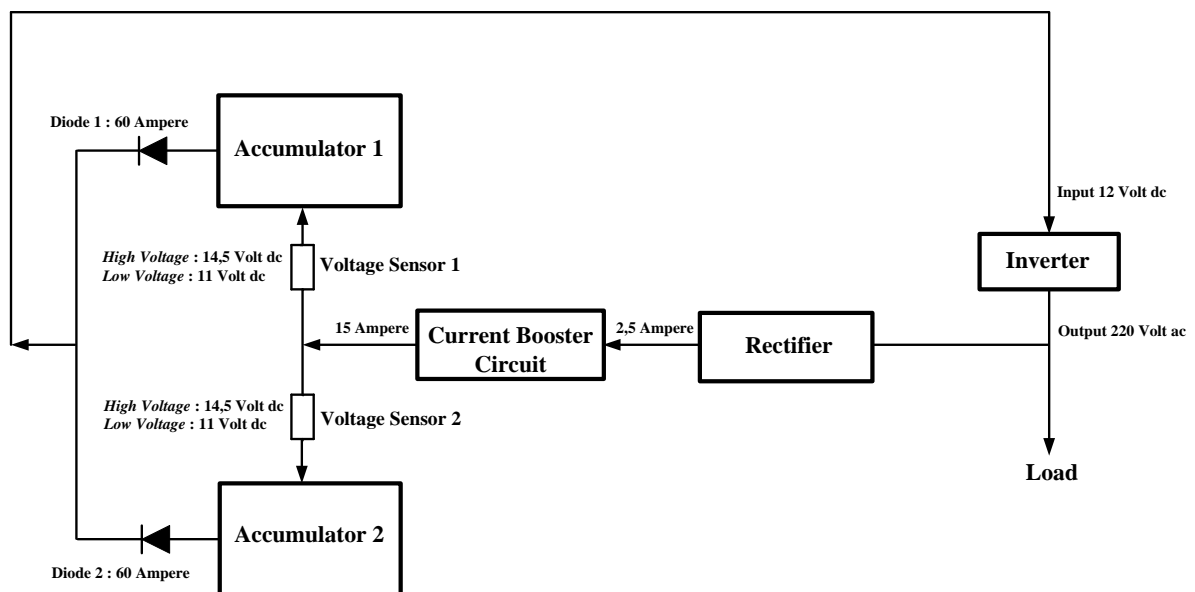 Diode 1 : 60 Ampere
Accumulator 1
Input 12 Volt dc
High Voltage : 14,5 Volt dc
Low Voltage : 11 Volt dc
Voltage Sensor 1
Inverter
15 Ampere
Current Booster
Circuit
2,5 Ampere
Rectifier
Output 220 Volt ac
High Voltage : 14,5 Volt dc
Low Voltage : 11 Volt dc
Voltage Sensor 2
Load
Accumulator 2
Diode 2 : 60 Ampere